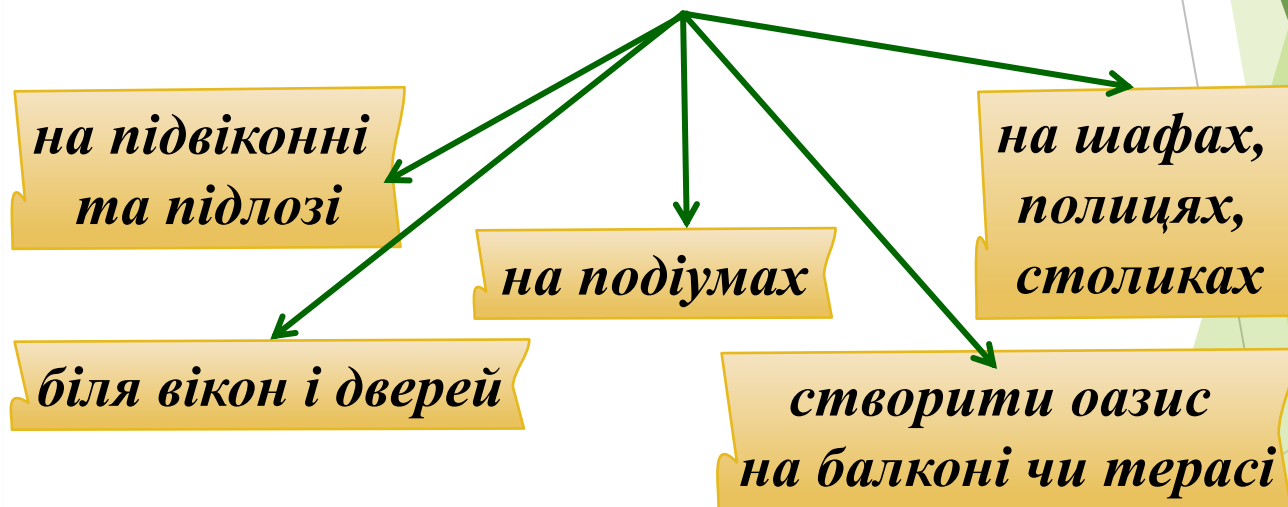 на підвіконні
та підлозі
на шафах,
полицях,
столиках
на подіумах
біля вікон і дверей
створити оазис
на балконі чи терасі